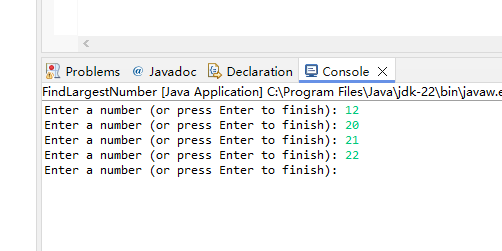 Problems @ Javadoc Declaration Console
FindLargestNumber [Java Application] C:\Program Files\Java\jdk-22\bin\javaw.e
Enter a number (or press Enter to finish): 12
Enter a number (or press Enter to finish): 20
Enter a number (or press Enter to finish): 21
Enter a number (or press Enter to finish): 22
Enter a number (or press Enter to finish):